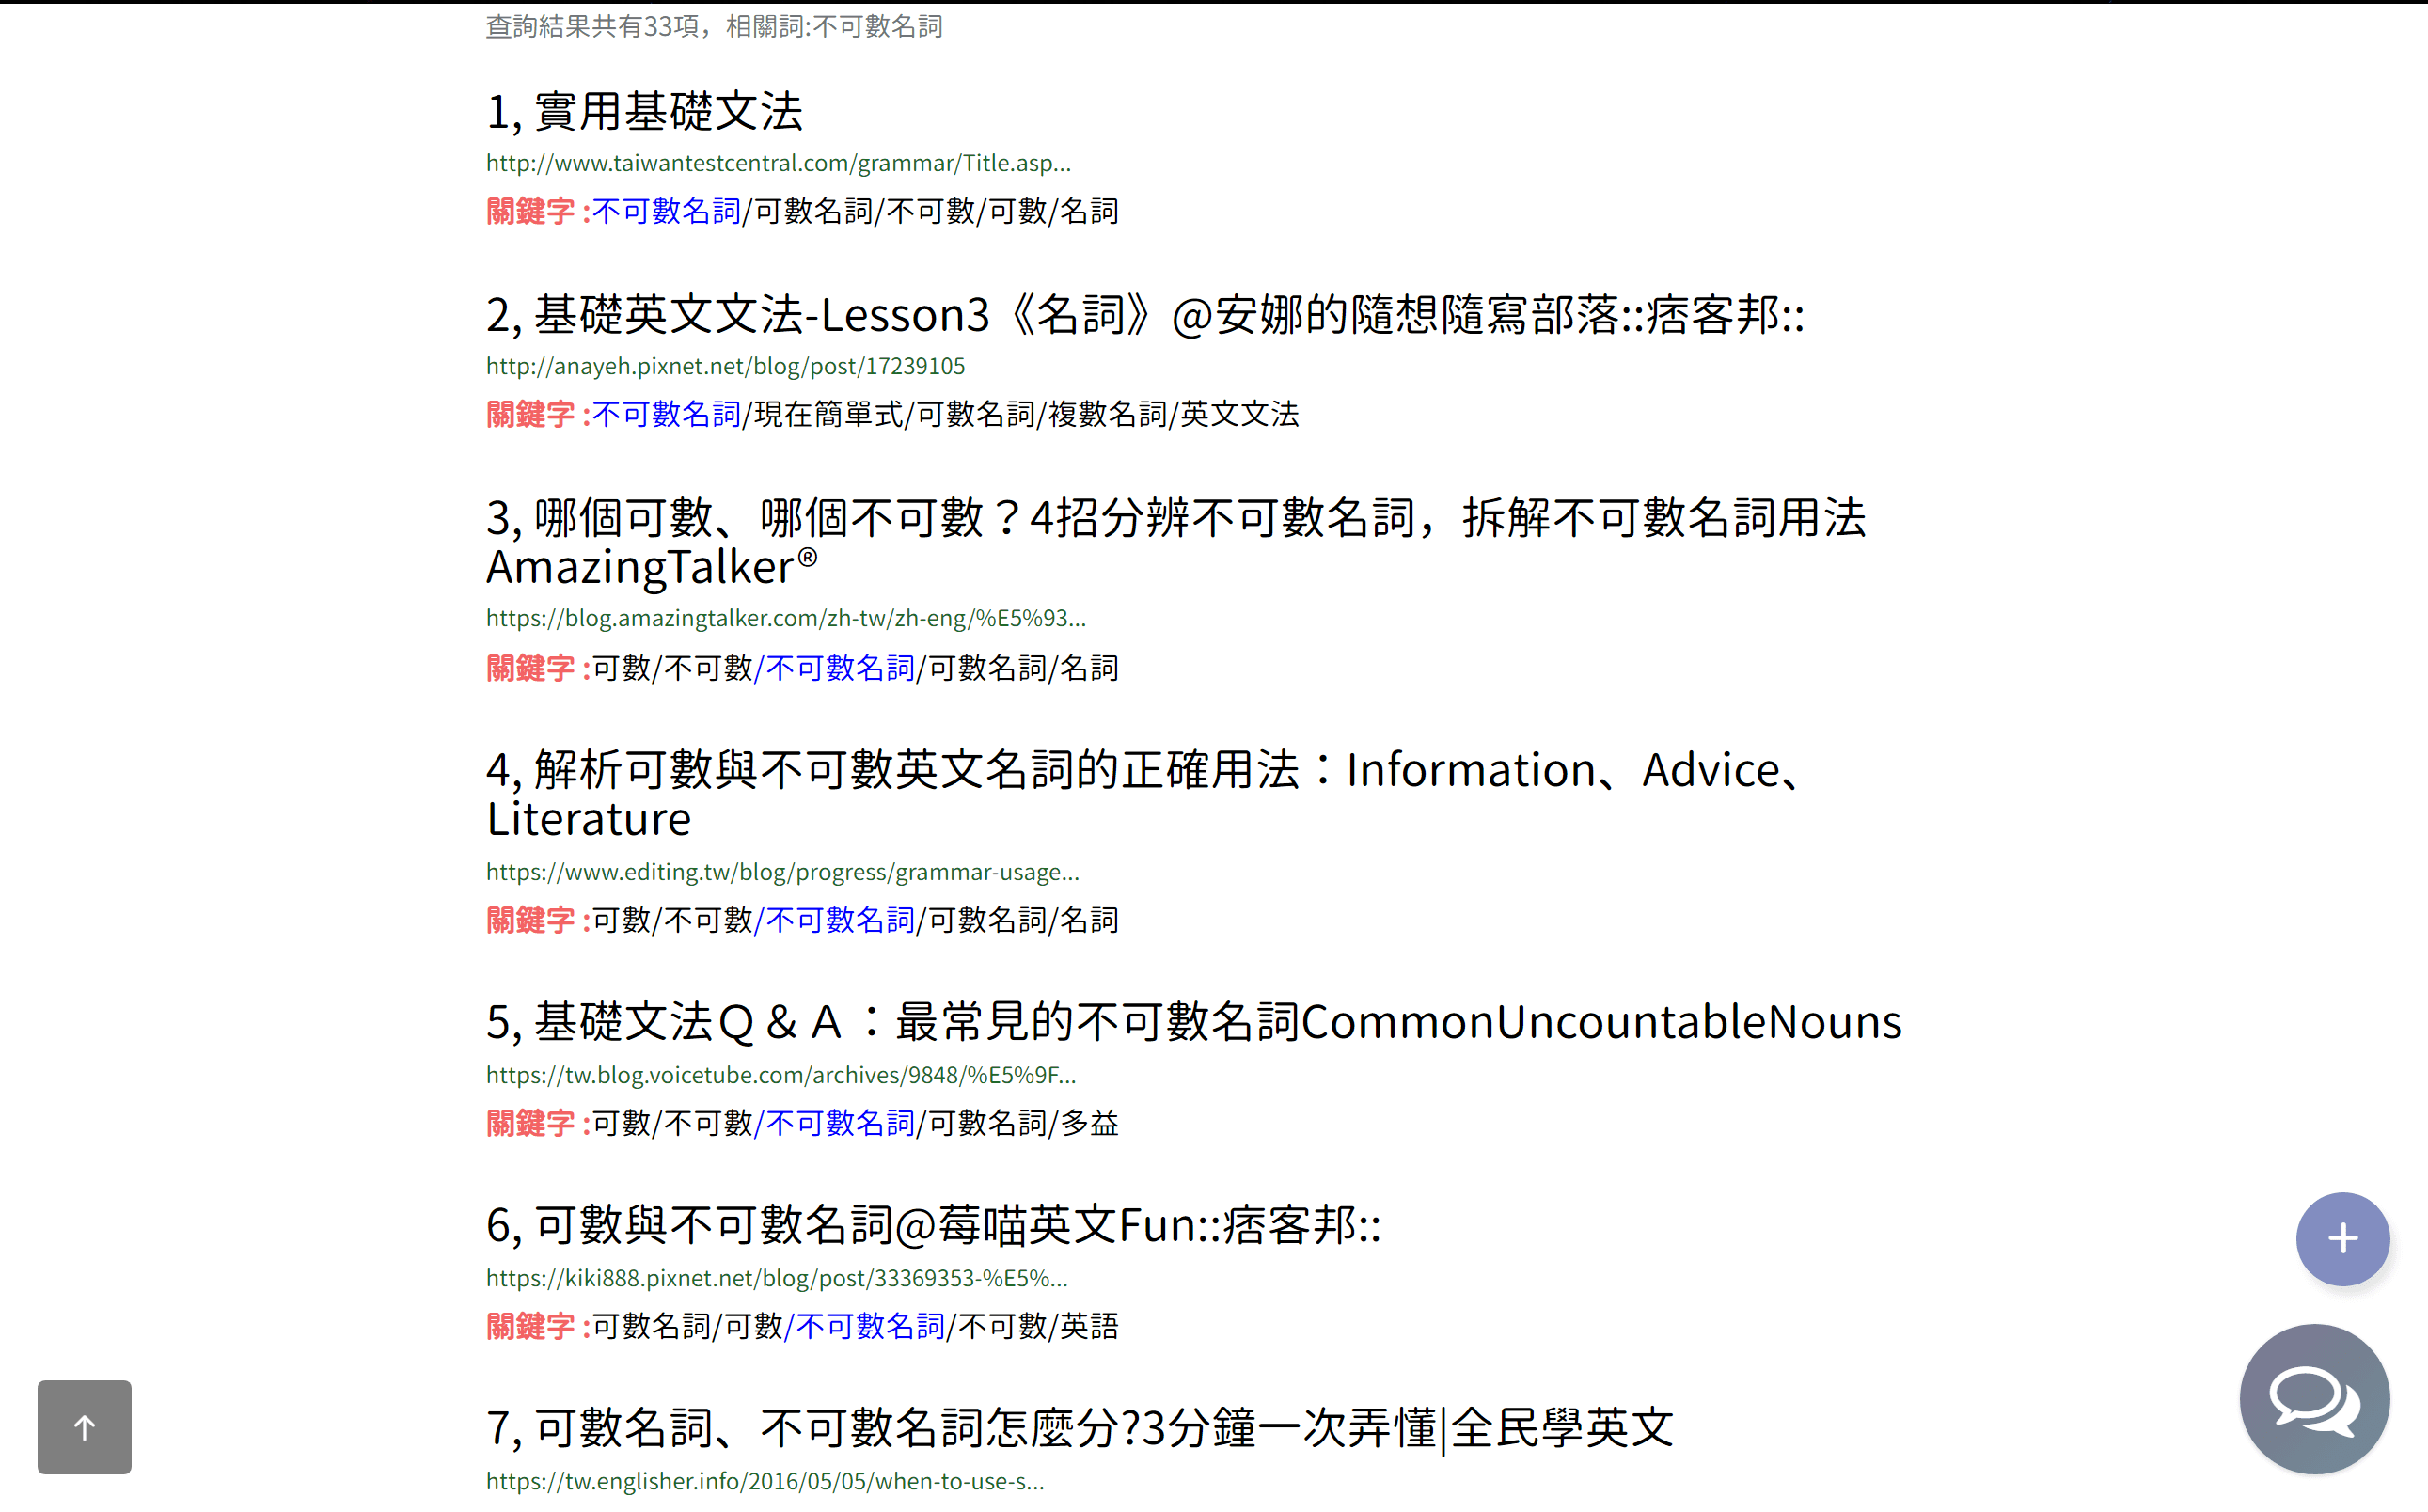 查詢結果共有33項，相關詞:不可數名詞
1, 實用基礎文法
http://www.taiwantestcentral.com/grammar/Title.asp...
關鍵字 :不可數名詞/可數名詞/不可數/可數/名詞
2, 基礎英文文法-Lesson3《名詞》@安娜的隨想隨寫部落::痞客邦::
http://anayeh.pixnet.net/blog/post/17239105
關鍵字 :不可數名詞/現在簡單式/可數名詞/複數名詞/英文文法
3, 哪個可數、哪個不可數？4招分辨不可數名詞，拆解不可數名詞用法
AmazingTalker®
https://blog.amazingtalker.com/zh-tw/zh-eng/%E5%93...
關鍵字 :可數/不可數/不可數名詞/可數名詞/名詞
4, 解析可數與不可數英文名詞的正確用法：Information、Advice、
Literature
https://www.editing.tw/blog/progress/grammar-usage...
關鍵字 :可數/不可數/不可數名詞/可數名詞/名詞
5, 基礎文法Ｑ＆Ａ：最常見的不可數名詞CommonUncountableNouns
https://tw.blog.voicetube.com/archives/9848/%E5%9F...
關鍵字 :可數/不可數/不可數名詞/可數名詞/多益
6, 可數與不可數名詞@莓喵英文Fun::痞客邦::
https://kiki888.pixnet.net/blog/post/33369353-%E5%...
關鍵字 :可數名詞/可數/不可數名詞/不可數/英語
7, 可數名詞、不可數名詞怎麼分?3分鐘一次弄懂|全民學英文
https://tw.englisher.info/2016/05/05/when-to-use-s...